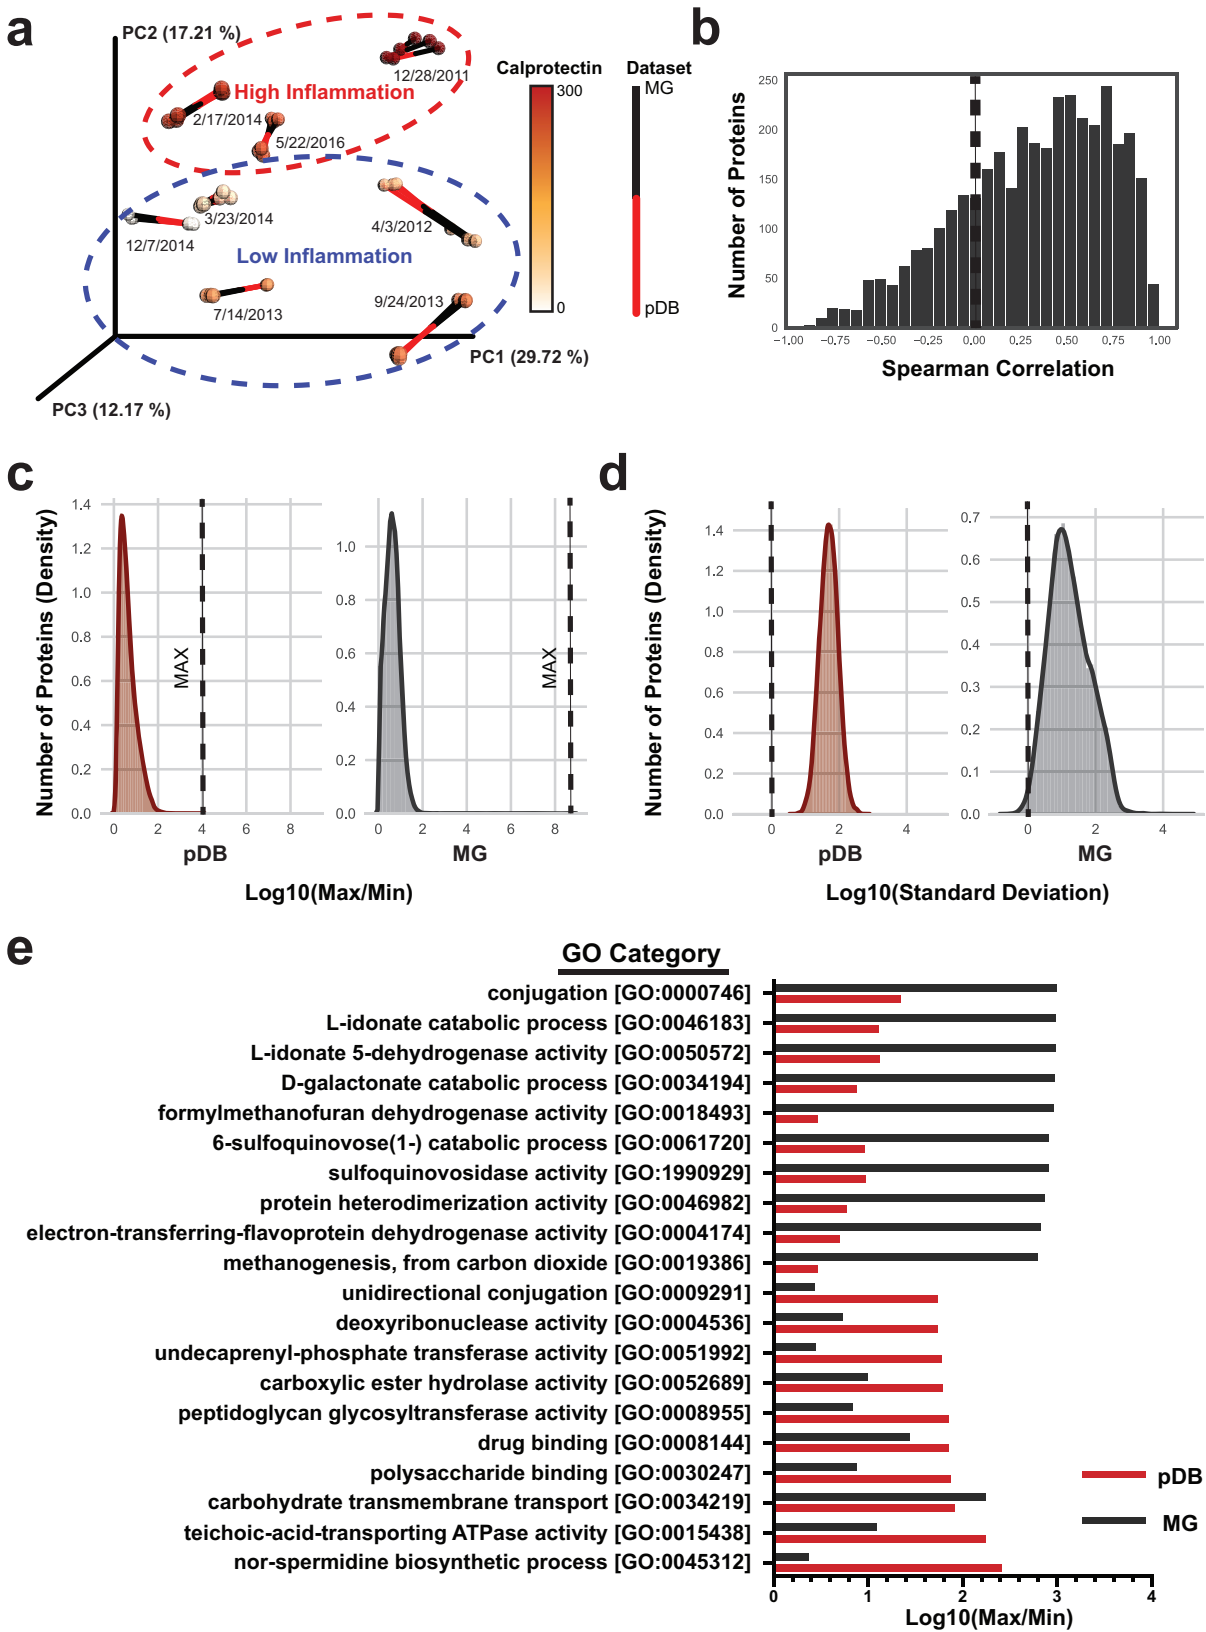 a
PC2 (17.21 %)
12/28/2011
High Inflammation
2/17/2014
5/22/2016
3/23/2014
12/7/2014
4/3/2012
Low Inflammation
7/14/2013
9/24/2013
PC1 (29.72 %)
PC3 (12.17 %)
Calprotectin
300
0
Dataset
MG
pDB
b
Number of Proteins
250
200
150
100
50
0
−1.00 −0.75 −0.50 −0.25 0.00 0.25 0.50 0.75 1.00
Spearman Correlation
c
Number of Proteins (Density)
1.4
1.2
1.0
0.8
0.6
0.4
0.2
0.0
MAX
0 2 4 6 8
pDB
1.0
0.8
0.6
0.4
0.2
0.0
MAX
0 2 4 6 8
MG
Log10(Max/Min)
d
Number of Proteins (Density)
1.4
1.2
1.0
0.8
0.6
0.4
0.2
0.0
0 2 4
pDB
0.7
0.6
0.5
0.4
0.3
0.2
0.1
0.0
0 2 4
MG
Log10(Standard Deviation)
e
GO Category
conjugation [GO:0000746]
L-idonate catabolic process [GO:0046183]
L-idonate 5-dehydrogenase activity [GO:0050572]
D-galactonate catabolic process [GO:0034194]
formylmethanofuran dehydrogenase activity [GO:0018493]
6-sulfoquinovose(1-) catabolic process [GO:0061720]
sulfoquinovosidase activity [GO:1990929]
protein heterodimerization activity [GO:0046982]
electron-transferring-flavoprotein dehydrogenase activity [GO:0004174]
methanogenesis, from carbon dioxide [GO:0019386]
unidirectional conjugation [GO:0009291]
deoxyribonuclease activity [GO:0004536]
undecaprenyl-phosphate transferase activity [GO:0051992]
carboxylic ester hydrolase activity [GO:0052689]
peptidoglycan glycosyltransferase activity [GO:0008955]
drug binding [GO:0008144]
polysaccharide binding [GO:0030247]
carbohydrate transmembrane transport [GO:0034219]
teichoic-acid-transporting ATPase activity [GO:0015438]
nor-spermidine biosynthetic process [GO:0045312]
pDB
MG
0 1 2 3 4
Log10(Max/Min)